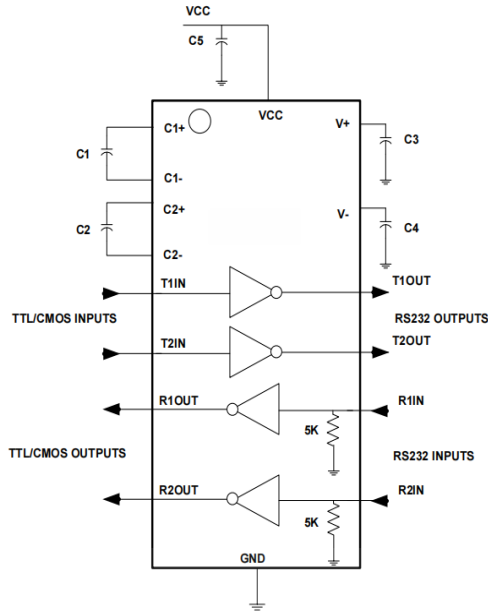 VCC
C5
VCC
C1+
V+
C3
C1
C1-
C2+
V-
C2
C4
C2-
T1IN
T1OUT
TTL/CMOS INPUTS
RS232 OUTPUTS
T2IN
T2OUT
R1OUT
R1IN
5K
TTL/CMOS OUTPUTS
RS232 INPUTS
R2OUT
R2IN
5K
GND